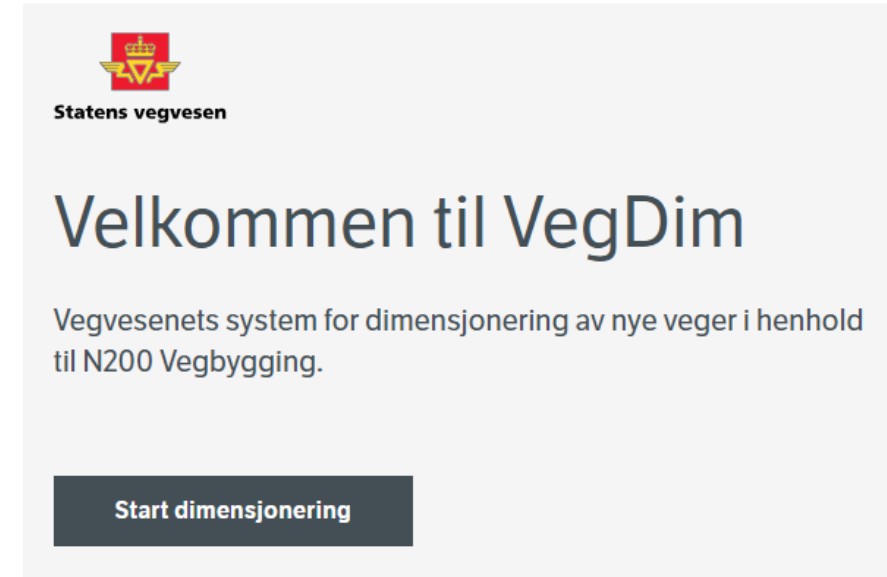 Statens vegvesen
Velkommen til VegDim
Vegvesenets system for dimensjonering av nye veger i henhold
til N200 Vegbygging.
Start dimensjonering